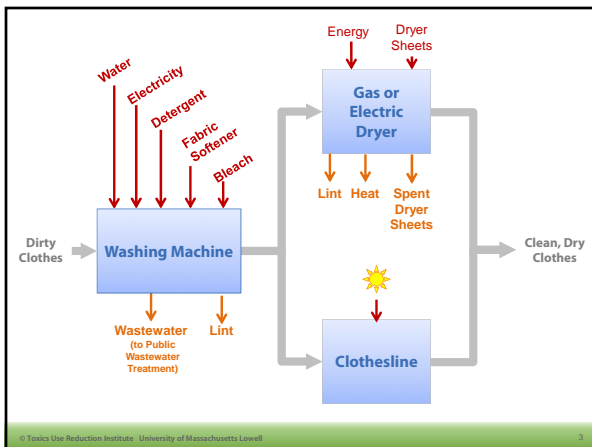 Water
Electricity
Detergent
Fabric
Softener
Bleach
Energy
Dryer
Sheets
Gas or
Electric
Dryer
Lint
Heat
Spent
Dryer
Sheets
Dirty
Clothes
Washing Machine
Clean, Dry
Clothes
Wastewater
(to Public
Wastewater
Treatment)
Lint
Clothesline
© Toxics Use Reduction Institute University of Massachusetts Lowell
3